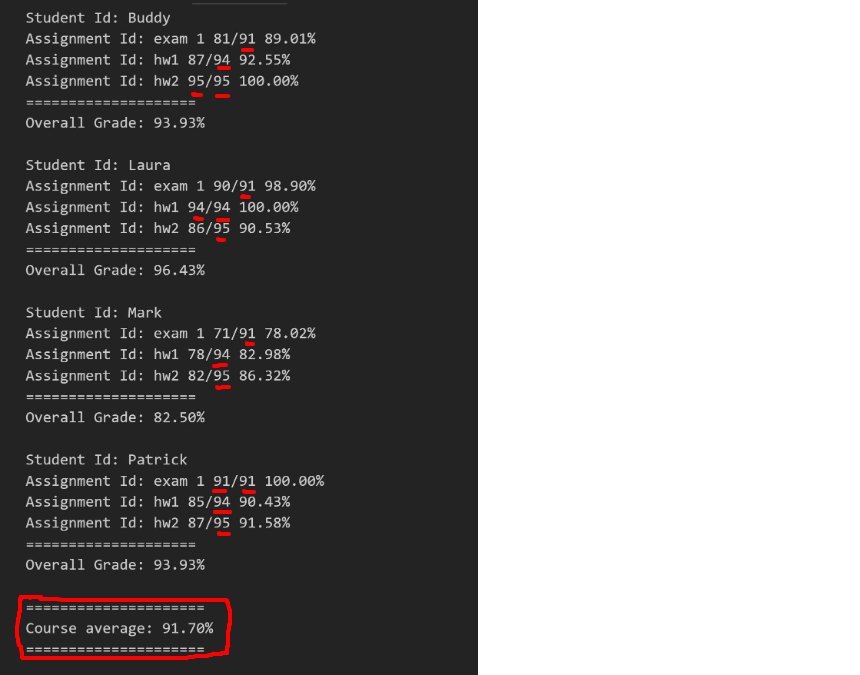 Student Id: Buddy
Assignment Id: exam 1 81/91 89.01%
Assignment Id: hw1 87/94 92.55%
Assignment Id: hw2 95/95 100.00%
====================
Overall Grade: 93.93%
Student Id: Laura
Assignment Id: exam 1 90/91 98.90%
Assignment Id: hw1 94/94 100.00%
Assignment Id: hw2 86/95 90.53%
====================
Overall Grade: 96.43%
Student Id: Mark
Assignment Id: exam 1 71/91 78.02%
Assignment Id: hw1 78/94 82.98%
Assignment Id: hw2 82/95 86.32%
====================
Overall Grade: 82.50%
Student Id: Patrick
Assignment Id: exam 1 91/91 100.00%
Assignment Id: hw1 85/94 90.43%
Assignment Id: hw2 87/95 91.58%
====================
Overall Grade: 93.93%
=====================
Course average: 91.70%
=====================